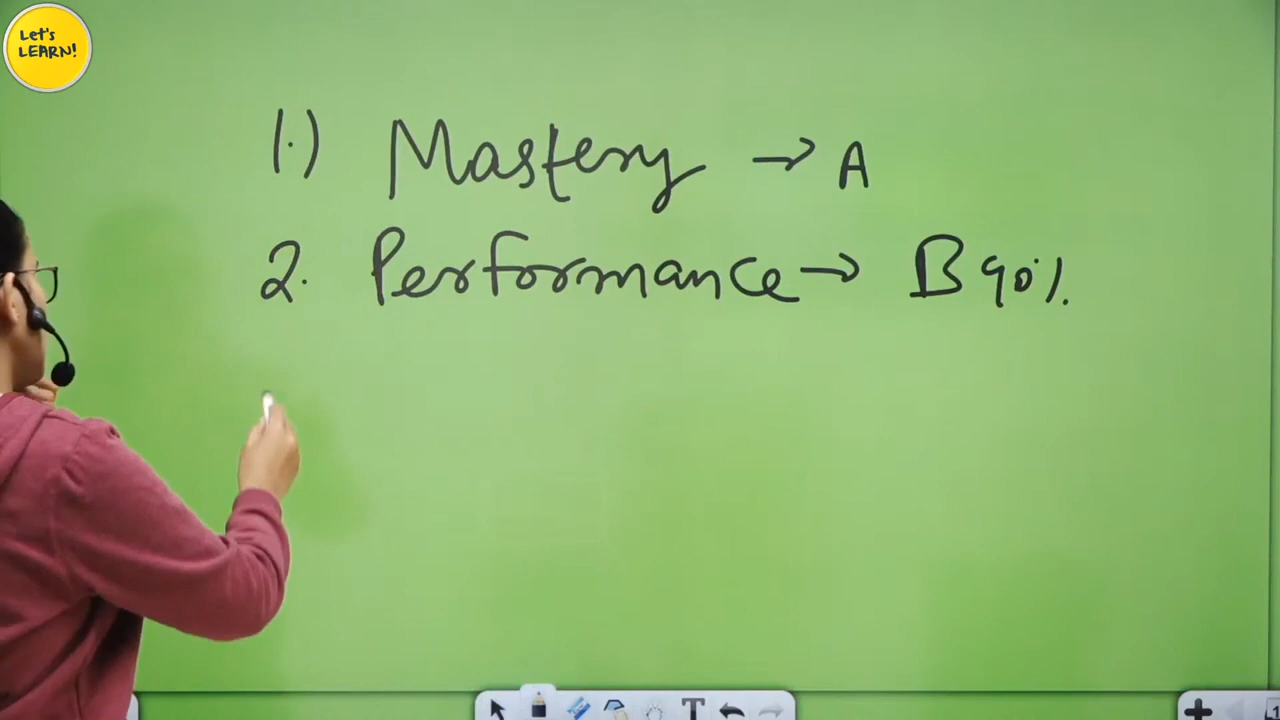 Let's
LEARN!
1.) Mastery → A
2. Performance → B 90%.
T